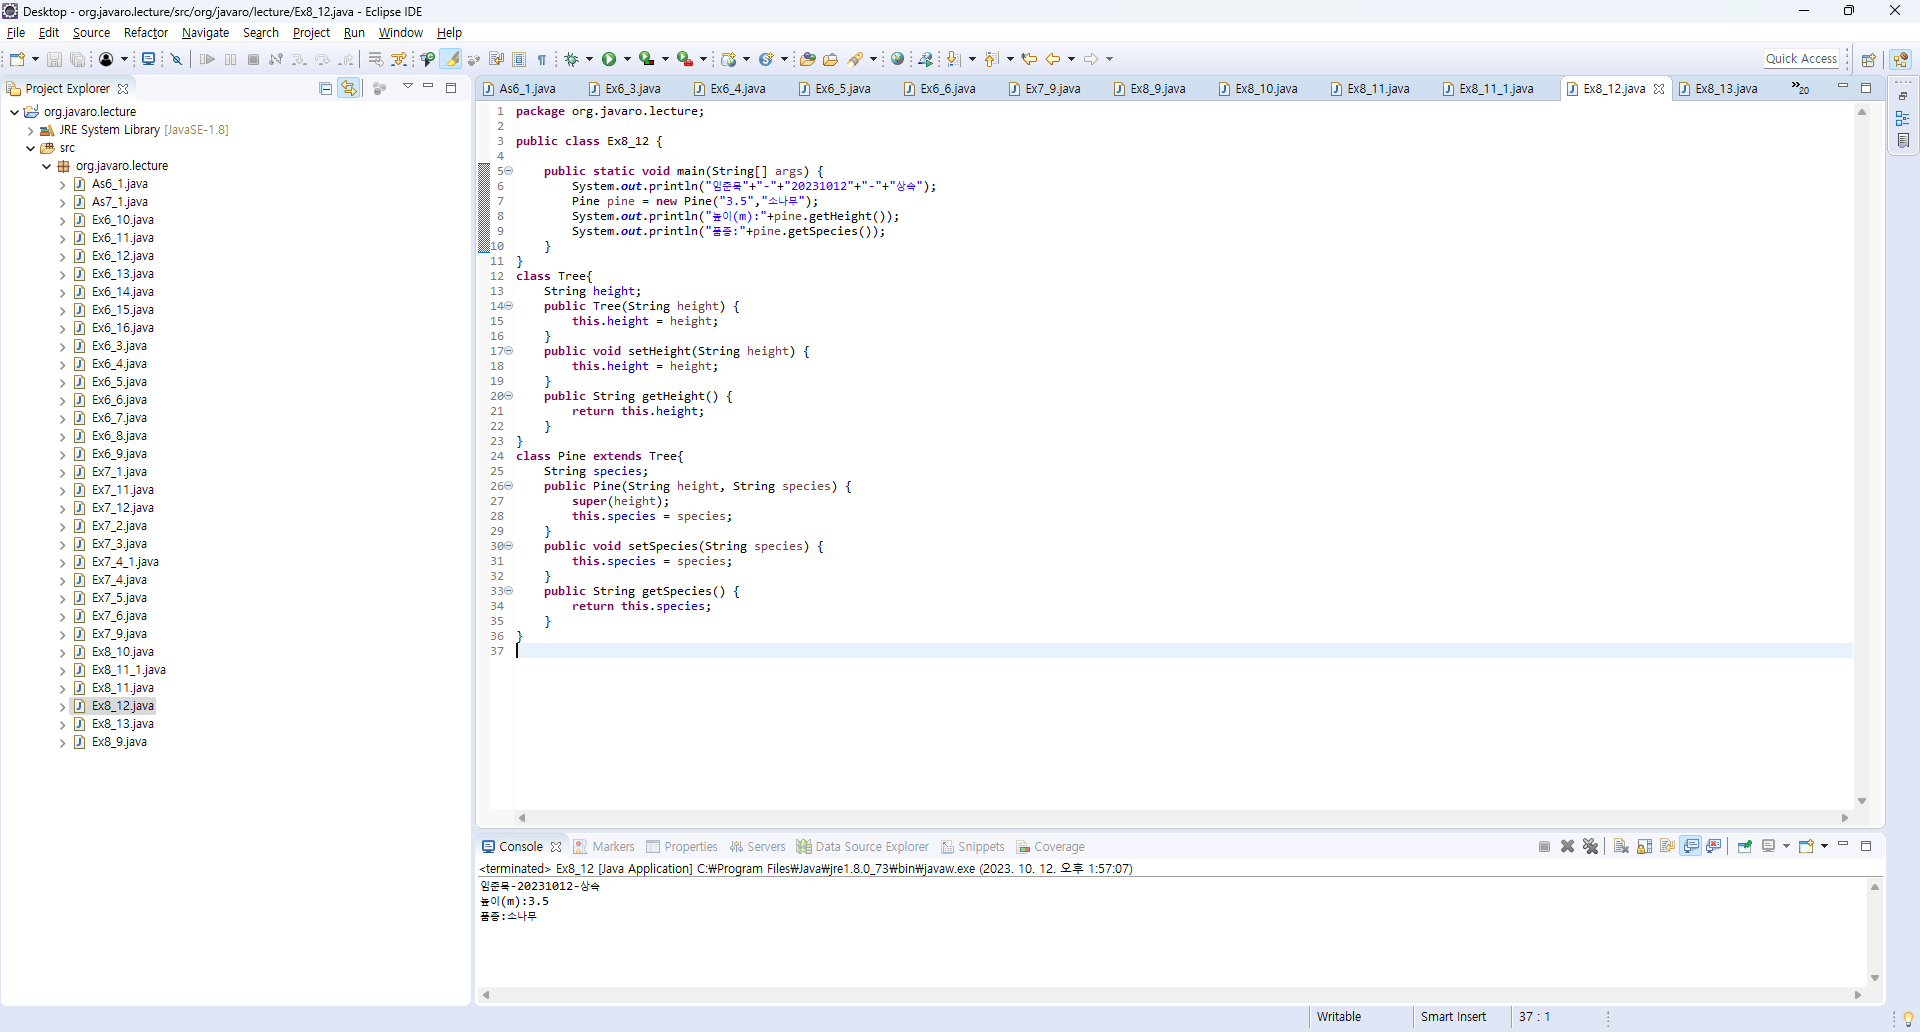 Desktop - org.javaro.lecture/src/org/javaro/lecture/Ex8_12.java - Eclipse IDE
File Edit Source Refactor Navigate Search Project Run Window Help
Quick Access
Project Explorer
org.javaro.lecture
JRE System Library [JavaSE-1.8]
src
org.javaro.lecture
As6_1.java
As7_1.java
Ex6_10.java
Ex6_11.java
Ex6_12.java
Ex6_13.java
Ex6_14.java
Ex6_15.java
Ex6_16.java
Ex6_3.java
Ex6_4.java
Ex6_5.java
Ex6_6.java
Ex6_7.java
Ex6_8.java
Ex6_9.java
Ex7_1.java
Ex7_11.java
Ex7_12.java
Ex7_2.java
Ex7_3.java
Ex7_4_1.java
Ex7_4.java
Ex7_5.java
Ex7_6.java
Ex7_9.java
Ex8_10.java
Ex8_11_1.java
Ex8_11.java
Ex8_12.java
Ex8_13.java
Ex8_9.java
As6_1.java Ex6_3.java Ex6_4.java Ex6_5.java Ex6_6.java Ex7_9.java Ex8_9.java Ex8_10.java Ex8_11.java Ex8_11_1.java Ex8_12.java Ex8_13.java »20
1 package org.javaro.lecture;
2
3 public class Ex8_12 {
4
5 public static void main(String[] args) {
6 System.out.println("임준묵"+"-"+"20231012"+"-"+"상속");
7 Pine pine = new Pine("3.5","소나무");
8 System.out.println("높이(m):"+pine.getHeight());
9 System.out.println("품종:"+pine.getSpecies());
10 }
11 }
12 class Tree{
13 String height;
14 public Tree(String height) {
15 this.height = height;
16 }
17 public void setHeight(String height) {
18 this.height = height;
19 }
20 public String getHeight() {
21 return this.height;
22 }
23 }
24 class Pine extends Tree{
25 String species;
26 public Pine(String height, String species) {
27 super(height);
28 this.species = species;
29 }
30 public void setSpecies(String species) {
31 this.species = species;
32 }
33 public String getSpecies() {
34 return this.species;
35 }
36 }
37
Console Markers Properties Servers Data Source Explorer Snippets Coverage
<terminated> Ex8_12 [Java Application] C:₩Program Files₩Java₩jre1.8.0_73₩bin₩javaw.exe (2023. 10. 12. 오후 1:57:07)
임준묵-20231012-상속
높이(m):3.5
품종:소나무
Writable Smart Insert 37 : 1